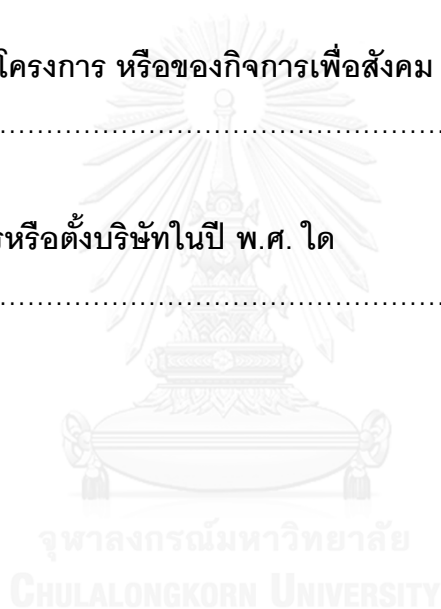 โครงการ หรือของกิจการเพื่อสังคม
................................................................
รหรือตั้งบริษัทในปี พ.ศ. ใด
................................................................
จุฬาลงกรณ์มหาวิทยาลัย
CHULALONGKORN UNIVERSITY